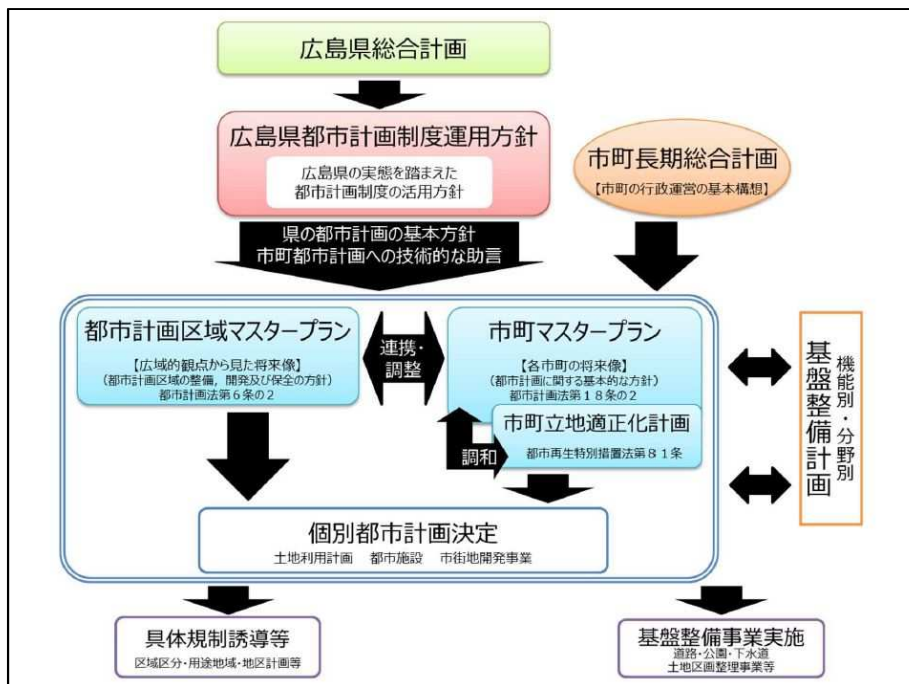 広島県総合計画
広島県都市計画制度運用方針
広島県の実態を踏まえた
都市計画制度の活用方針
市町長期総合計画
【市町の行政運営の基本構想】
県の都市計画の基本方針
市町都市計画への技術的な助言
都市計画区域マスタープラン
【広域的観点から見た将来像】
（都市計画区域の整備，開発及び保全の方針）
都市計画法第６条の２
連携・
調整
市町マスタープラン
【各市町の将来像】
（都市計画に関する基本的な方針）
都市計画法第１８条の２
市町立地適正化計画
都市再生特別措置法第８１条
調和
機能別・分野別
基盤整備計画
個別都市計画決定
土地利用計画　都市施設　市街地開発事業
具体規制誘導等
区域区分・用途地域・地区計画等
基盤整備事業実施
道路・公園・下水道
土地区画整理事業等